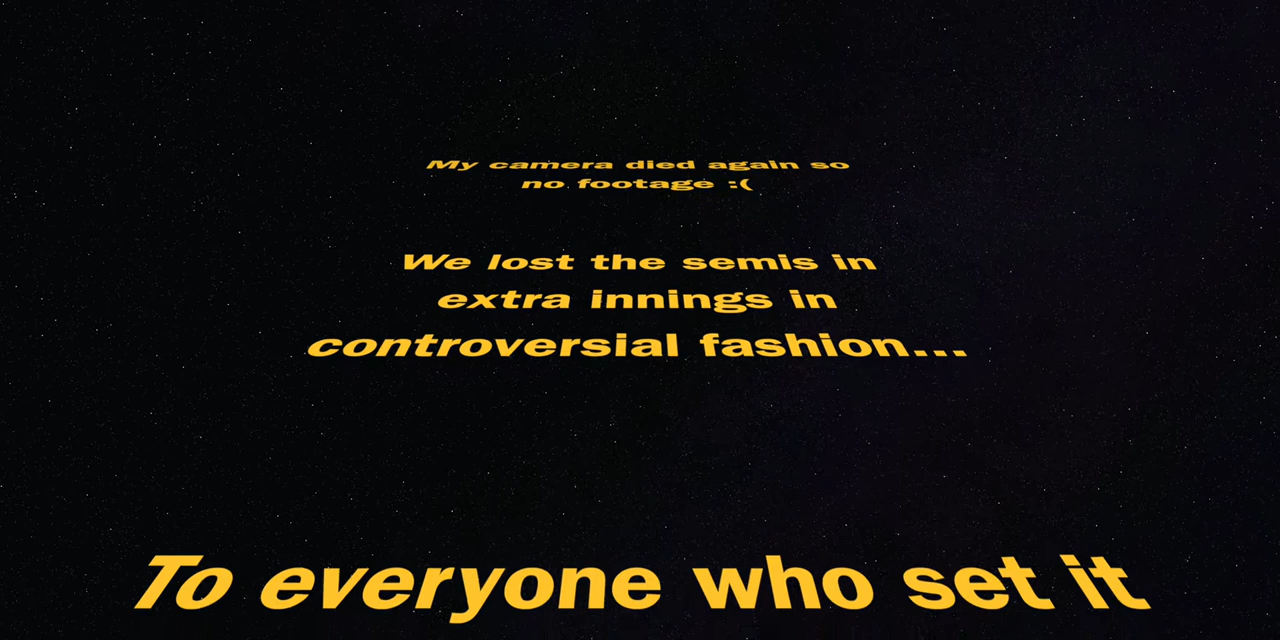 My camera died again so
no footage :(
We lost the semis in
extra innings in
controversial fashion...
To everyone who set it